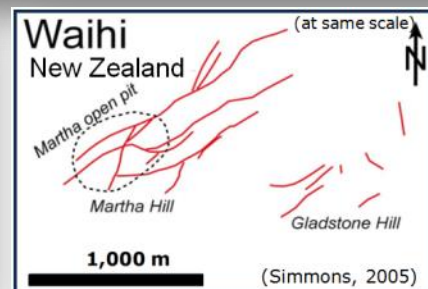 Waihi
(at same scale)
New Zealand
N
Martha open pit
Martha Hill
Gladstone Hill
1,000 m
(Simmons, 2005)